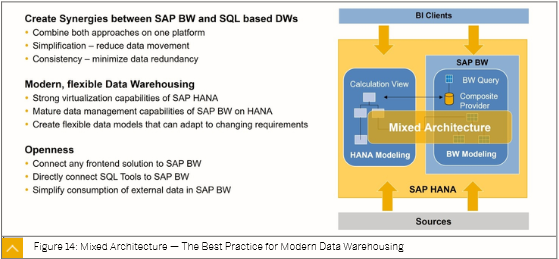 Create Synergies between SAP BW and SQL based DWs
• Combine both approaches on one platform
• Simplification – reduce data movement
• Consistency – minimize data redundancy
Modern, flexible Data Warehousing
• Strong virtualization capabilities of SAP HANA
• Mature data management capabilities of SAP BW on HANA
• Create flexible data models that can adapt to changing requirements
Openness
• Connect any frontend solution to SAP BW
• Directly connect SQL Tools to SAP BW
• Simplify consumption of external data in SAP BW
BI Clients
SAP BW
Calculation View
BW Query
Composite
Provider
Mixed Architecture
HANA Modeling
BW Modeling
SAP HANA
Sources
Figure 14: Mixed Architecture — The Best Practice for Modern Data Warehousing